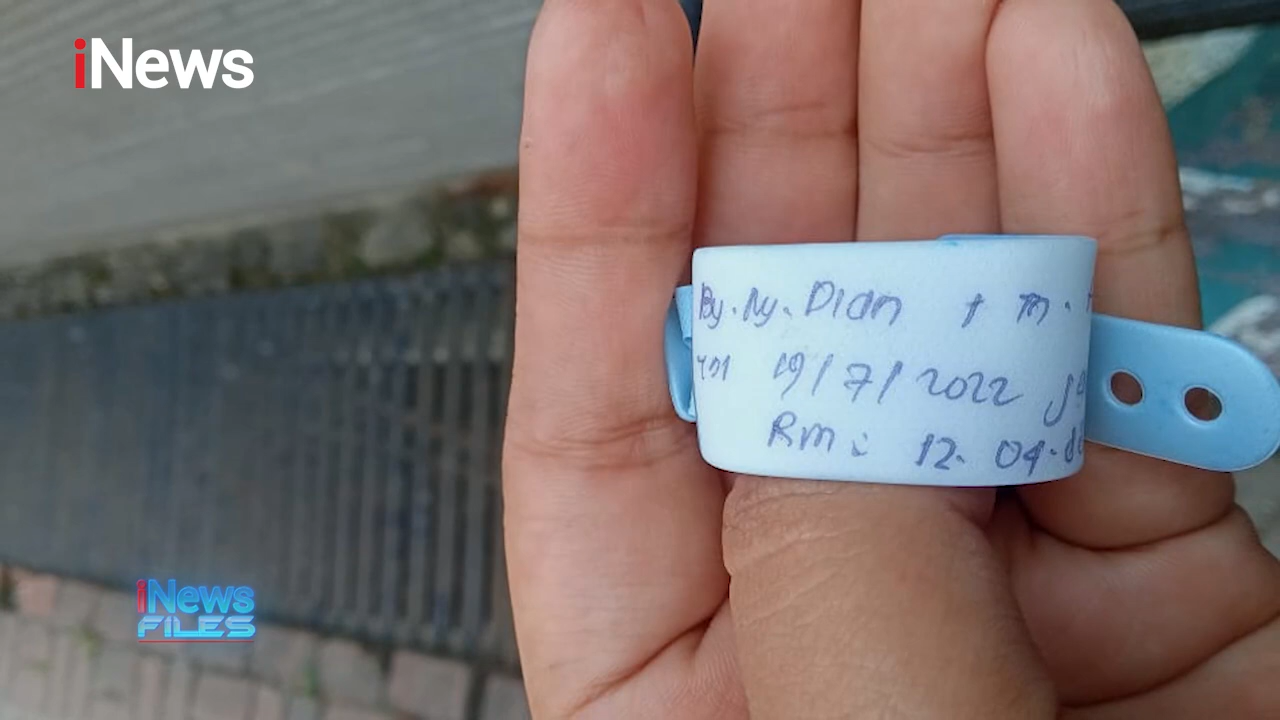 iNews
By. Ny. Dian
19/7/2022
Rm : 12. 04.
iNews
FILES